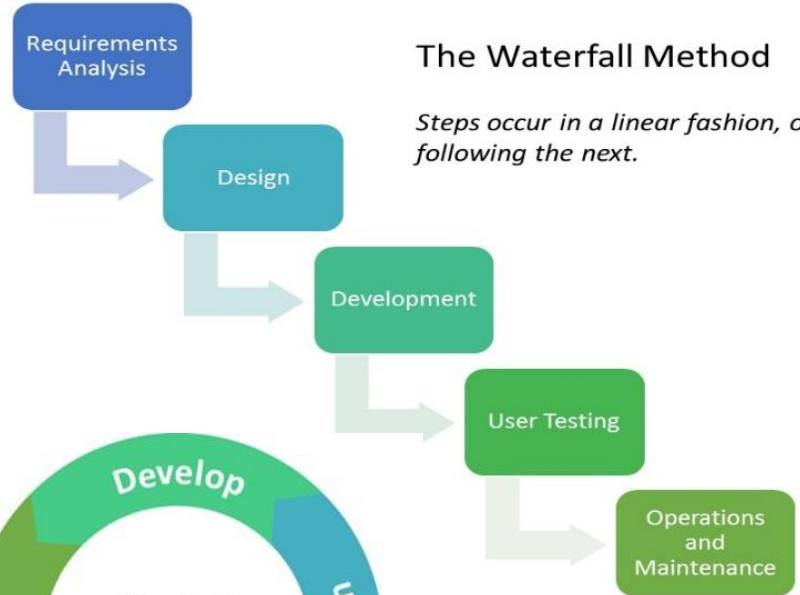 Requirements
Analysis
The Waterfall Method
Steps occur in a linear fashion,
following the next.
Design
Development
User Testing
Develop
Operations
and
Maintenance